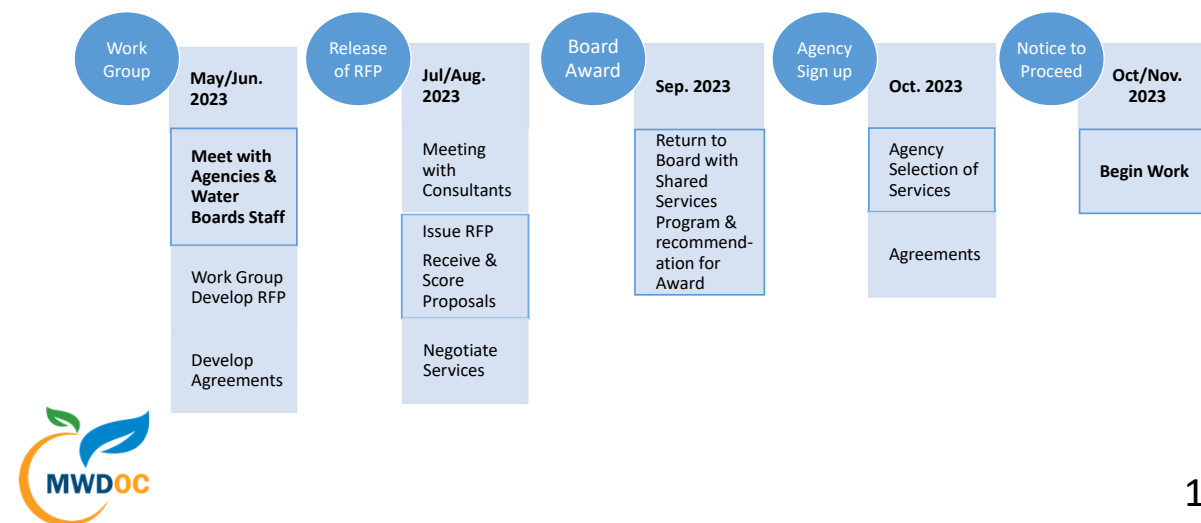 Work
Group
May/Jun.
2023
Meet with
Agencies &
Water
Boards Staff
Work Group
Develop RFP
Develop
Agreements
Release
of RFP
Jul/Aug.
2023
Meeting
with
Consultants
Issue RFP
Receive &
Score
Proposals
Negotiate
Services
Board
Award
Sep. 2023
Return to
Board with
Shared
Services
Program &
recommend-
ation for
Award
Agency
Sign up
Oct. 2023
Agency
Selection of
Services
Agreements
Notice to
Proceed
Oct/Nov.
2023
Begin Work
MWDOC
1